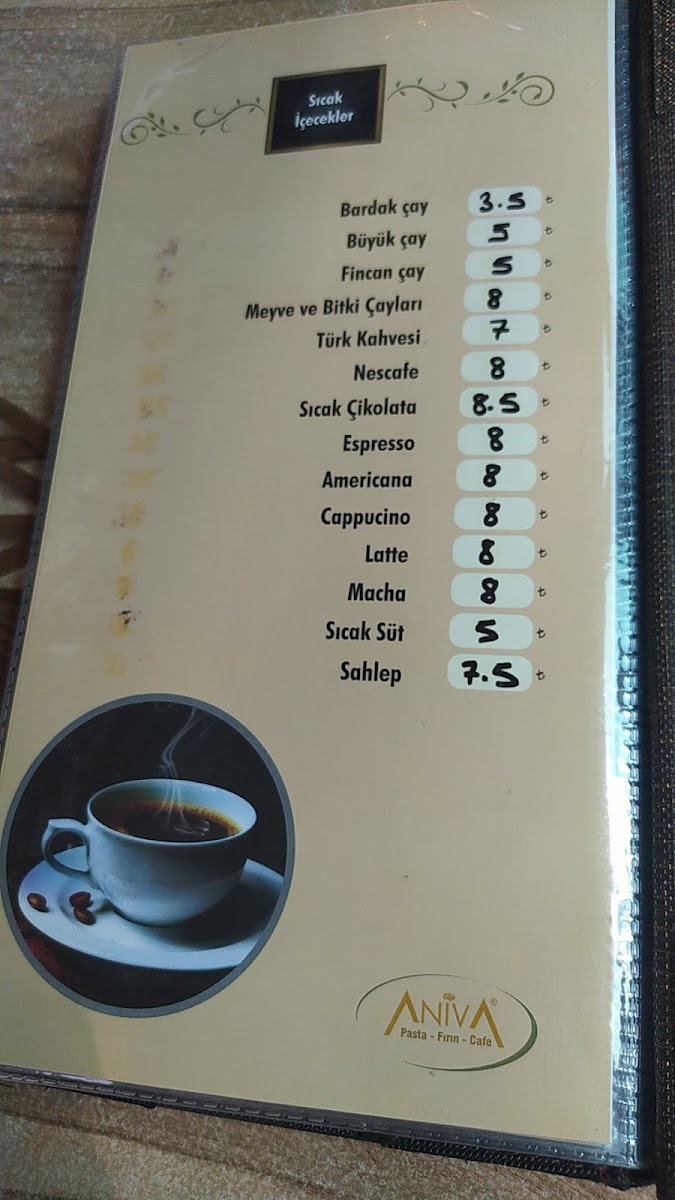 Sıcak
İçecekler
Bardak çay 3.5 ₺
Büyük çay 5 ₺
Fincan çay 5 ₺
Meyve ve Bitki Çayları 8 ₺
Türk Kahvesi 7 ₺
Nescafe 8 ₺
Sıcak Çikolata 8.5 ₺
Espresso 8 ₺
Americana 8 ₺
Cappucino 8 ₺
Latte 8 ₺
Macha 8 ₺
Sıcak Süt 5 ₺
Sahlep 7.5 ₺
ANİVA®
Pasta - Fırın - Cafe